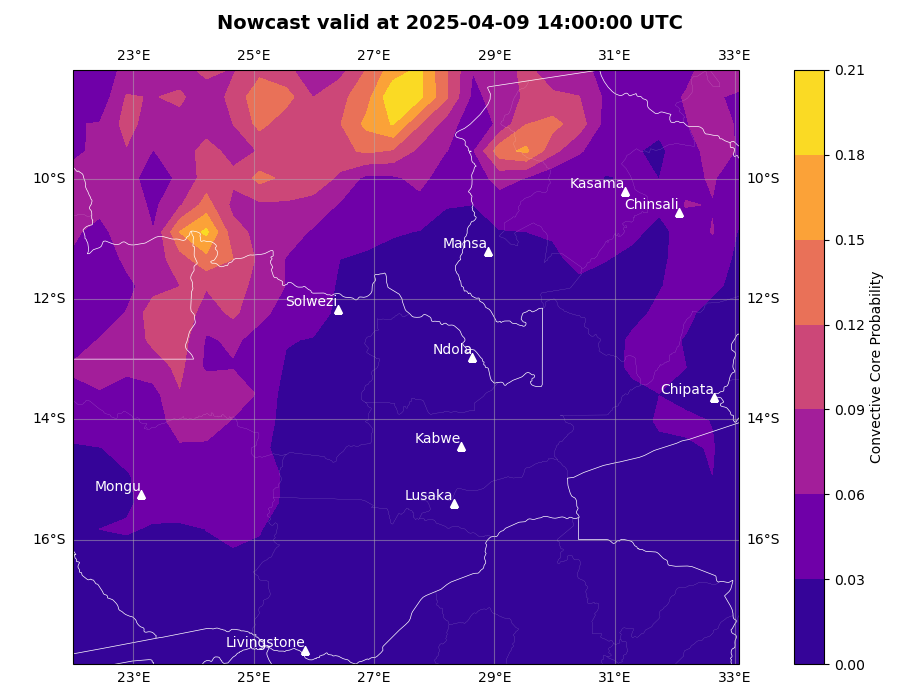 Nowcast valid at 2025-04-09 14:00:00 UTC
23°E 25°E 27°E 29°E 31°E 33°E
0.21
0.18
10°S Kasama 10°S
Chinsali
0.15
Mansa
12°S Solwezi 12°S
0.12
Ndola
Chipata
0.09
14°S 14°S
Kabwe
Mongu Lusaka
0.06
16°S 16°S
0.03
Livingstone
0.00
23°E 25°E 27°E 29°E 31°E 33°E
Convective Core Probability